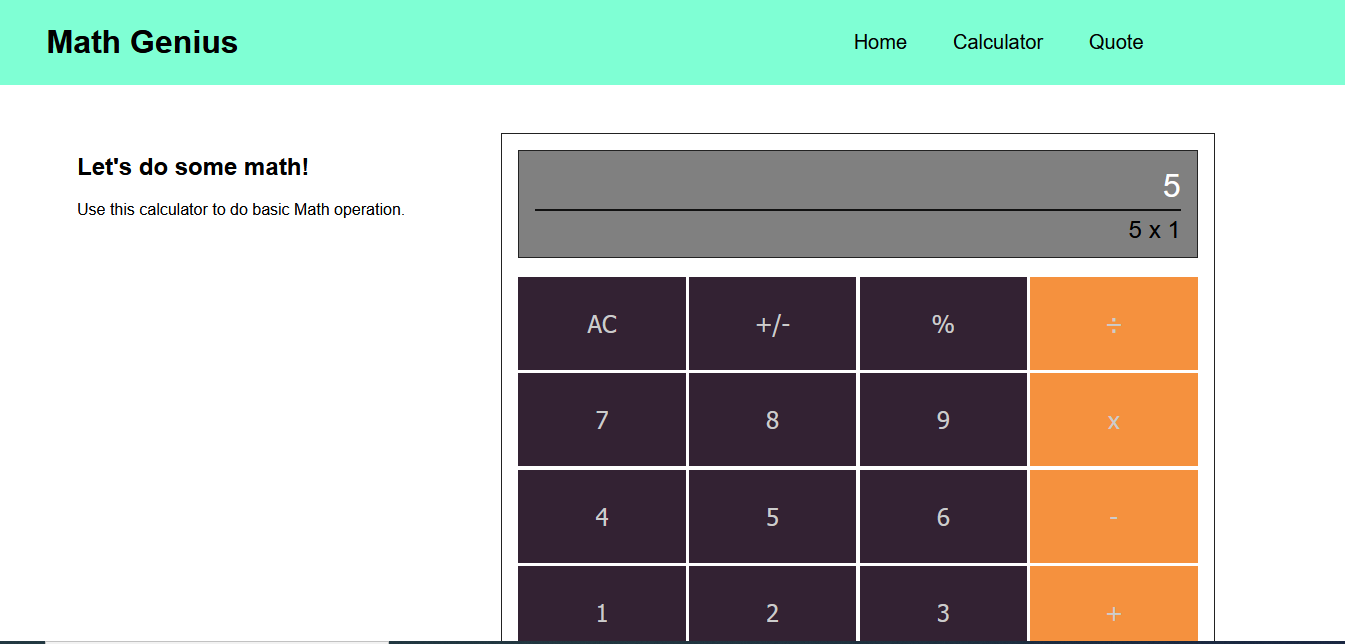 Math Genius
Home Calculator Quote
Let's do some math!
Use this calculator to do basic Math operation.
5
5 x 1
AC +/- % ÷
7 8 9 x
4 5 6 -
1 2 3 +